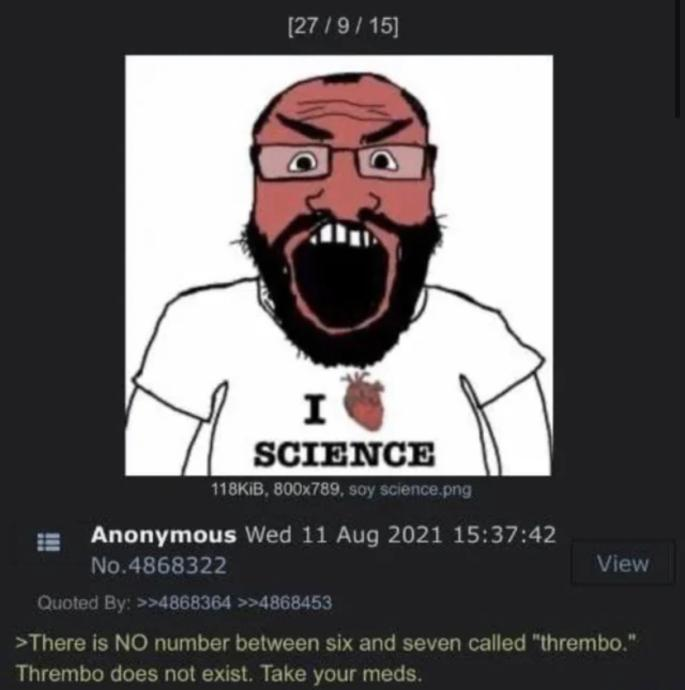 [27 / 9 / 15]
I
SCIENCE
118KiB, 800x789, soy science.png
Anonymous Wed 11 Aug 2021 15:37:42
No.4868322
View
Quoted By: >>4868364 >>4868453
>There is NO number between six and seven called "thrembo."
Thrembo does not exist. Take your meds.